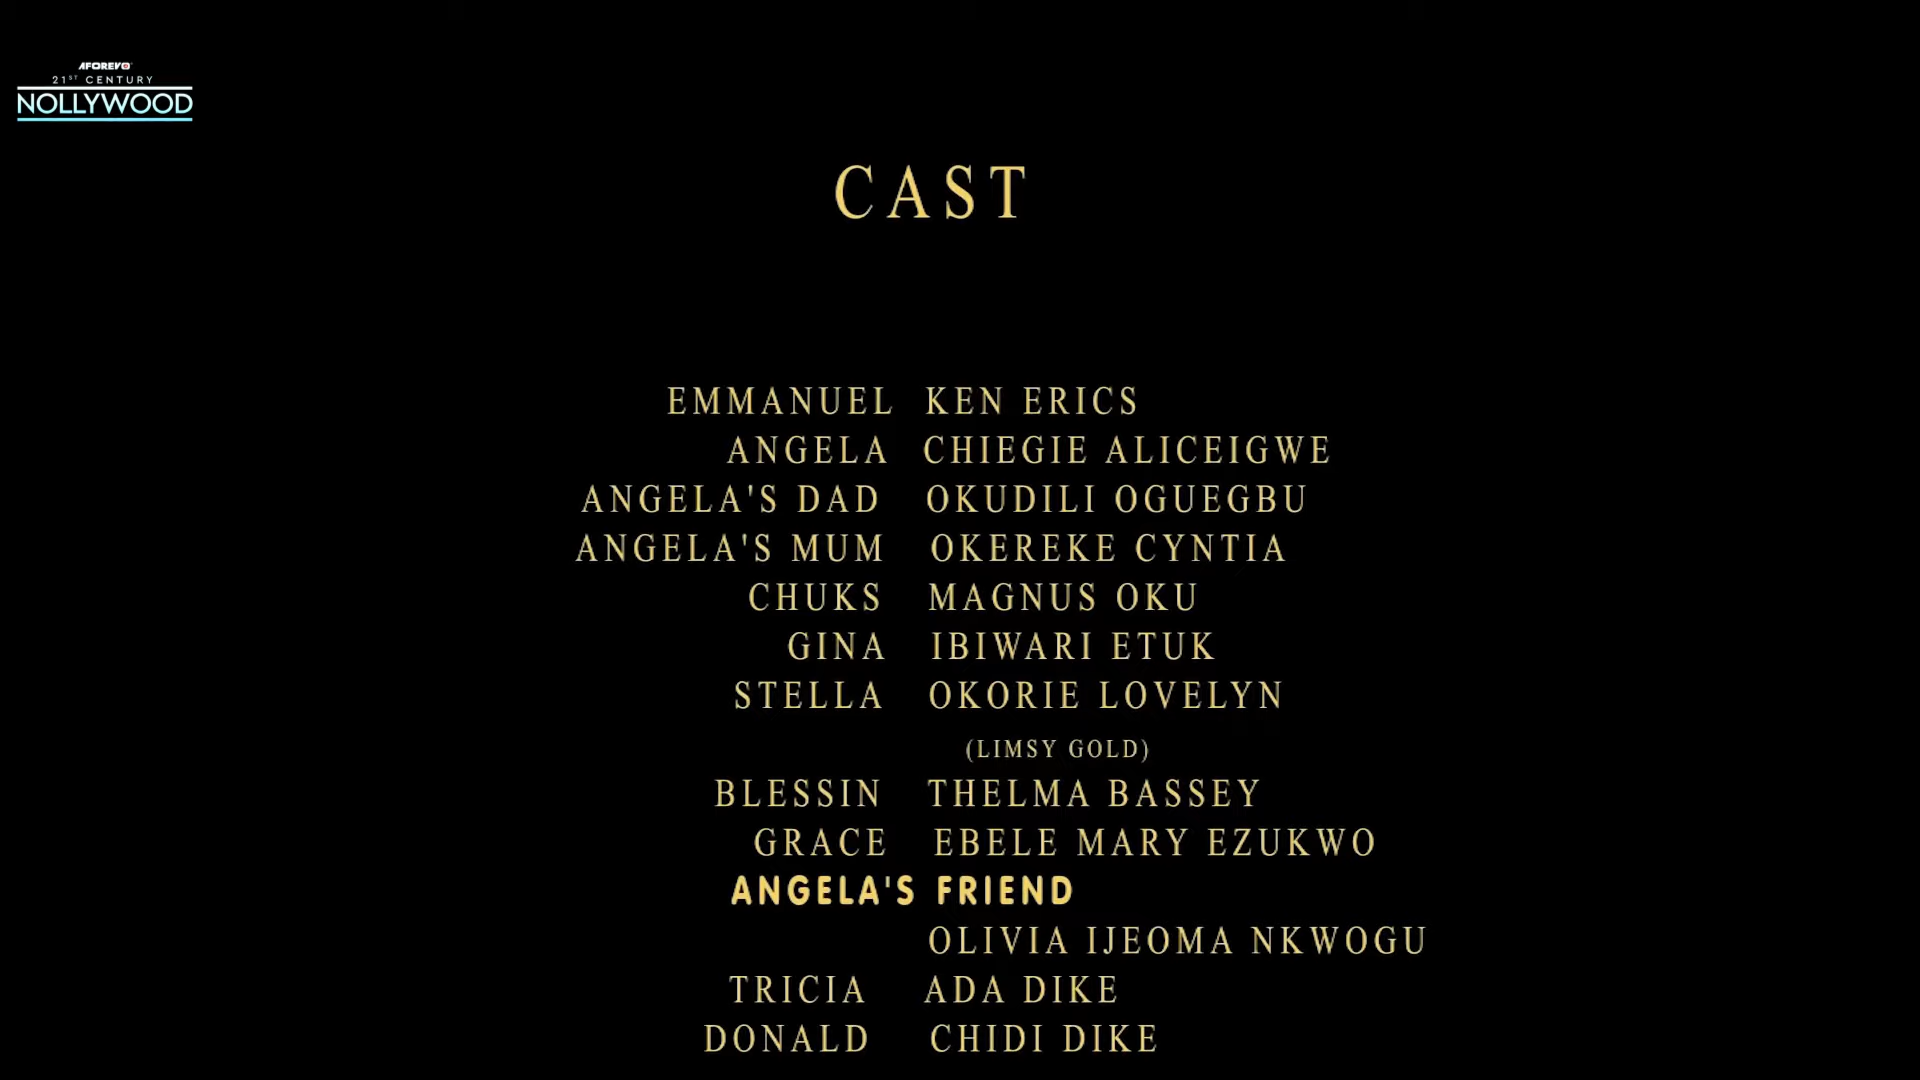 AFOREVO
21ST CENTURY
NOLLYWOOD
CAST
EMMANUEL KEN ERICS
ANGELA CHIEGIE ALICEIGWE
ANGELA'S DAD OKUDILI OGUEGBU
ANGELA'S MUM OKEREKE CYNTIA
CHUKS MAGNUS OKU
GINA IBIWARI ETUK
STELLA OKORIE LOVELYN
(LIMSY GOLD)
BLESSIN THELMA BASSEY
GRACE EBELE MARY EZUKWO
ANGELA'S FRIEND
OLIVIA IJEOMA NKWOGU
TRICIA ADA DIKE
DONALD CHIDI DIKE